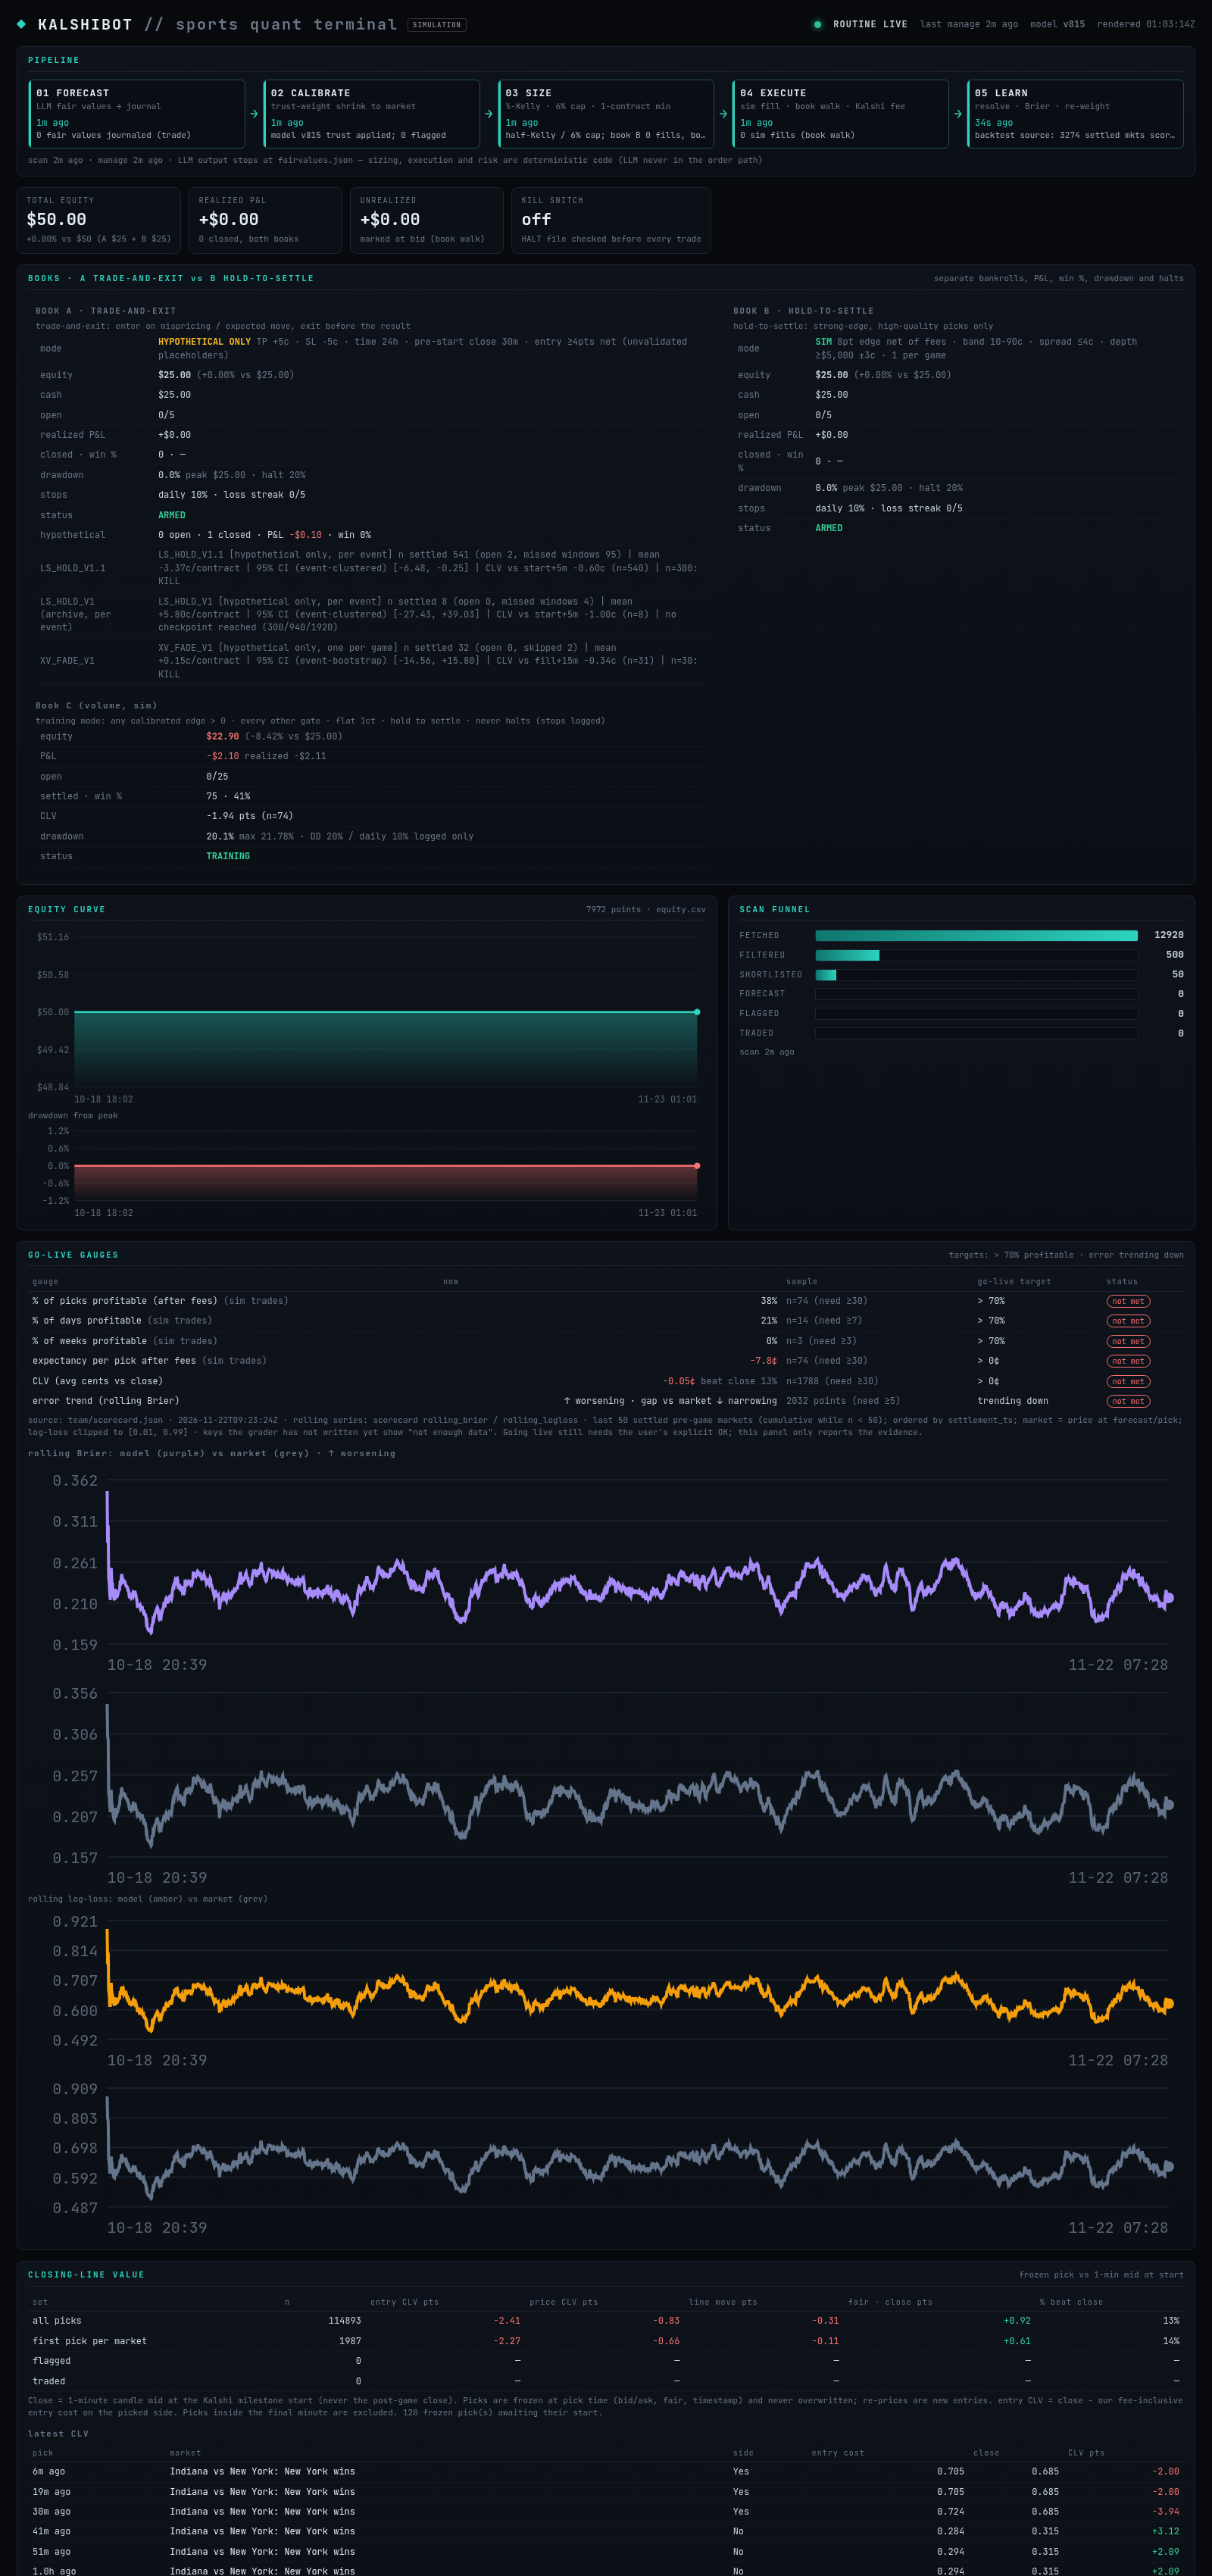 ◆ KALSHIBOT // sports quant terminal SIMULATION
ROUTINE LIVE last manage 2m ago model v815 rendered 01:03:14Z
PIPELINE
01 FORECAST
LLM fair values → journal
1m ago
0 fair values journaled (trade)
→
02 CALIBRATE
trust-weight shrink to market
1m ago
model v815 trust applied; 0 flagged
→
03 SIZE
½-Kelly · 6% cap · 1-contract min
1m ago
half-Kelly / 6% cap; book B 0 fills, bo…
→
04 EXECUTE
sim fill · book walk · Kalshi fee
1m ago
0 sim fills (book walk)
→
05 LEARN
resolve · Brier · re-weight
34s ago
backtest source: 3274 settled mkts scor…
scan 2m ago · manage 2m ago · LLM output stops at fairvalues.json — sizing, execution and risk are deterministic code (LLM never in the order path)
TOTAL EQUITY
$50.00
+0.00% vs $50 (A $25 + B $25)
REALIZED P&L
+$0.00
0 closed, both books
UNREALIZED
+$0.00
marked at bid (book walk)
KILL SWITCH
off
HALT file checked before every trade
BOOKS · A TRADE-AND-EXIT vs B HOLD-TO-SETTLE
separate bankrolls, P&L, win %, drawdown and halts
BOOK A · TRADE-AND-EXIT
trade-and-exit: enter on mispricing / expected move, exit before the result
mode HYPOTHETICAL ONLY TP +5c · SL -5c · time 24h · pre-start close 30m · entry ≥4pts net (unvalidated
placeholders)
equity $25.00 (+0.00% vs $25.00)
cash $25.00
open 0/5
realized P&L +$0.00
closed · win % 0 · —
drawdown 0.0% peak $25.00 · halt 20%
stops daily 10% · loss streak 0/5
status ARMED
hypothetical 0 open · 1 closed · P&L -$0.10 · win 0%
LS_HOLD_V1.1 LS_HOLD_V1.1 [hypothetical only, per event] n settled 541 (open 2, missed windows 95) | mean
-3.37c/contract | 95% CI (event-clustered) [-6.48, -0.25] | CLV vs start+5m -0.60c (n=540) | n=300:
KILL
LS_HOLD_V1 (archive, per event) LS_HOLD_V1 [hypothetical only, per event] n settled 8 (open 0, missed windows 4) | mean
+5.80c/contract | 95% CI (event-clustered) [-27.43, +39.03] | CLV vs start+5m -1.00c (n=8) | no
checkpoint reached (300/940/1920)
XV_FADE_V1 XV_FADE_V1 [hypothetical only, one per game] n settled 32 (open 0, skipped 2) | mean
+0.15c/contract | 95% CI (event-bootstrap) [-14.56, +15.80] | CLV vs fill+15m -0.34c (n=31) | n=30:
KILL
BOOK B · HOLD-TO-SETTLE
hold-to-settle: strong-edge, high-quality picks only
mode SIM 8pt edge net of fees · band 10-90c · spread ≤4c · depth
≥$5,000 ±3c · 1 per game
equity $25.00 (+0.00% vs $25.00)
cash $25.00
open 0/5
realized P&L +$0.00
closed · win % 0 · —
drawdown 0.0% peak $25.00 · halt 20%
stops daily 10% · loss streak 0/5
status ARMED
Book C (volume, sim)
training mode: any calibrated edge > 0 · every other gate · flat 1ct · hold to settle · never halts (stops logged)
equity $22.90 (-8.42% vs $25.00)
P&L -$2.10 realized -$2.11
open 0/25
settled · win % 75 · 41%
CLV -1.94 pts (n=74)
drawdown 20.1% max 21.78% · DD 20% / daily 10% logged only
status TRAINING
EQUITY CURVE
7972 points · equity.csv
$51.16
$50.58
$50.00
$49.42
$48.84
10-18 18:02 11-23 01:01
drawdown from peak
1.2%
0.6%
0.0%
-0.6%
-1.2%
10-18 18:02 11-23 01:01
SCAN FUNNEL
FETCHED 12920
FILTERED 500
SHORTLISTED 50
FORECAST 0
FLAGGED 0
TRADED 0
scan 2m ago
GO-LIVE GAUGES
targets: > 70% profitable · error trending down
gauge now sample go-live target status
% of picks profitable (after fees) (sim trades) 38% n=74 (need ≥30) > 70% not met
% of days profitable (sim trades) 21% n=14 (need ≥7) > 70% not met
% of weeks profitable (sim trades) 0% n=3 (need ≥3) > 70% not met
expectancy per pick after fees (sim trades) -7.8¢ n=74 (need ≥30) > 0¢ not met
CLV (avg cents vs close) -0.05¢ beat close 13% n=1788 (need ≥30) > 0¢ not met
error trend (rolling Brier) ↑ worsening · gap vs market ↓ narrowing 2032 points (need ≥5) trending down not met
source: team/scorecard.json · 2026-11-22T09:23:24Z · rolling series: scorecard rolling_brier / rolling_logloss · last 50 settled pre-game markets (cumulative while n < 50); ordered by settlement_ts; market = price at forecast/pick;
log-loss clipped to [0.01, 0.99] · keys the grader has not written yet show "not enough data". Going live still needs the user's explicit OK; this panel only reports the evidence.
rolling Brier: model (purple) vs market (grey) · ↑ worsening
0.362
0.311
0.261
0.210
0.159
10-18 20:39 11-22 07:28
0.356
0.306
0.257
0.207
0.157
10-18 20:39 11-22 07:28
rolling log-loss: model (amber) vs market (grey)
0.921
0.814
0.707
0.600
0.492
10-18 20:39 11-22 07:28
0.909
0.803
0.698
0.592
0.487
10-18 20:39 11-22 07:28
CLOSING-LINE VALUE
frozen pick vs 1-min mid at start
set n entry CLV pts price CLV pts line move pts fair - close pts % beat close
all picks 114893 -2.41 -0.83 -0.31 +0.92 13%
first pick per market 1987 -2.27 -0.66 -0.11 +0.61 14%
flagged 0 — — — — —
traded 0 — — — — —
Close = 1-minute candle mid at the Kalshi milestone start (never the post-game close). Picks are frozen at pick time (bid/ask, fair, timestamp) and never overwritten; re-prices are new entries. entry CLV = close - our fee-inclusive
entry cost on the picked side. Picks inside the final minute are excluded. 120 frozen pick(s) awaiting their start.
latest CLV
pick market side entry cost close CLV pts
6m ago Indiana vs New York: New York wins Yes 0.705 0.685 -2.00
19m ago Indiana vs New York: New York wins Yes 0.705 0.685 -2.00
30m ago Indiana vs New York: New York wins Yes 0.724 0.685 -3.94
41m ago Indiana vs New York: New York wins No 0.284 0.315 +3.12
51m ago Indiana vs New York: New York wins No 0.294 0.315 +2.09
1.0h ago Indiana vs New York: New York wins No 0.294 0.315 +2.09